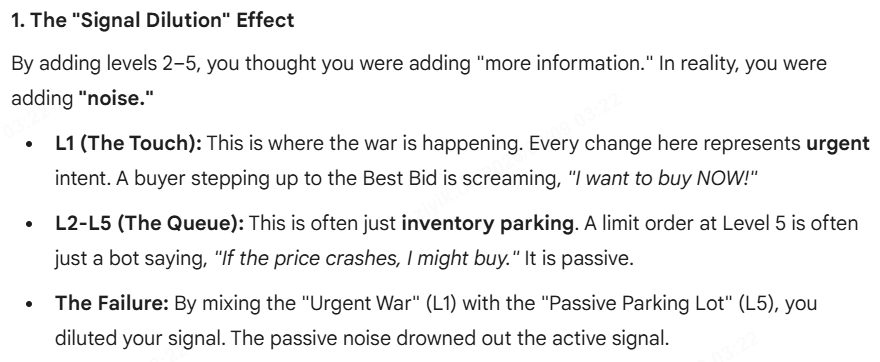 1. The "Signal Dilution" Effect
By adding levels 2–5, you thought you were adding "more information." In reality, you were
adding "noise."
• L1 (The Touch): This is where the war is happening. Every change here represents urgent
intent. A buyer stepping up to the Best Bid is screaming, "I want to buy NOW!"
• L2-L5 (The Queue): This is often just inventory parking. A limit order at Level 5 is often
just a bot saying, "If the price crashes, I might buy." It is passive.
• The Failure: By mixing the "Urgent War" (L1) with the "Passive Parking Lot" (L5), you
diluted your signal. The passive noise drowned out the active signal.